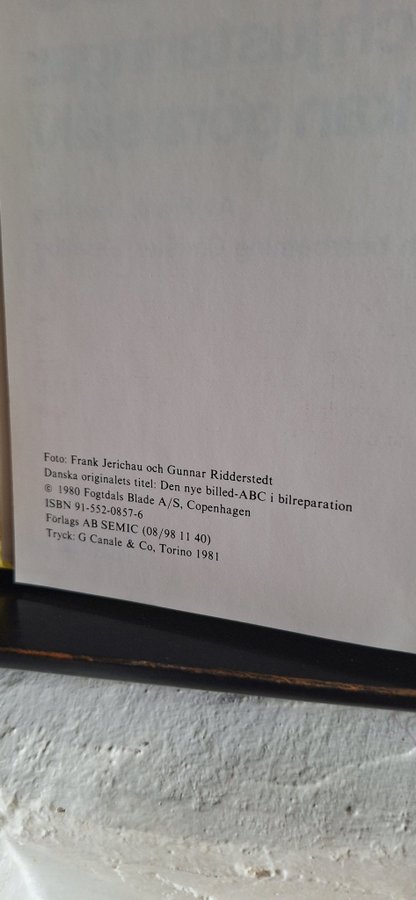 Foto: Frank Jerichau och Gunnar Ridderstedt
Danska originalets titel: Den nye billed-ABC i bilreparation
© 1980 Fogtdals Blade A/S, Copenhagen
ISBN 91-552-0857-6
Förlags AB SEMIC (08/98 11 40)
Tryck: G Canale & Co, Torino 1981